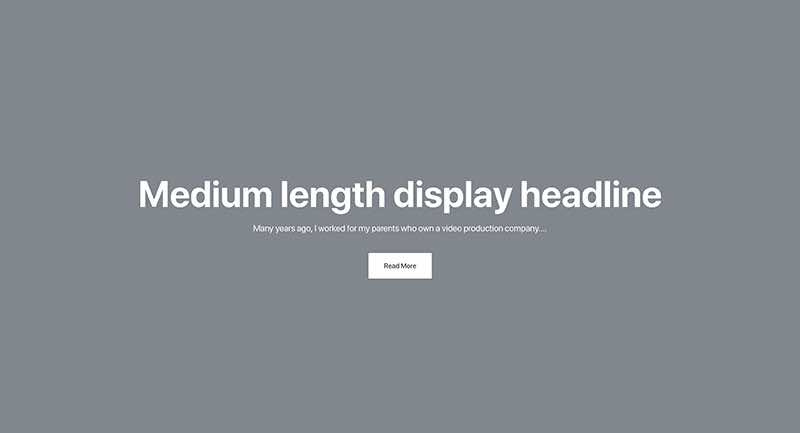 Medium length display headline
Many years ago, I worked for my parents who own a video production company....
Read More